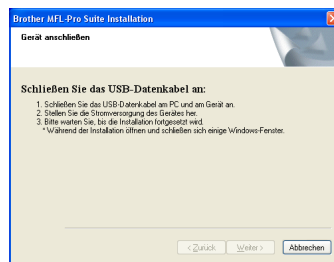 Brother MFL-Pro Suite Installation
Gerät anschließen
Schließen Sie das USB-Datenkabel an:
1. Schließen Sie das USB-Datenkabel am PC und am Gerät an.
2. Stellen Sie die Stromversorgung des Gerätes her.
3. Bitte warten Sie, bis die Installation fortgesetzt wird.
* Während der Installation öffnen und schließen sich einige Windows-Fenster.
< Zurück
Weiter >
Abbrechen